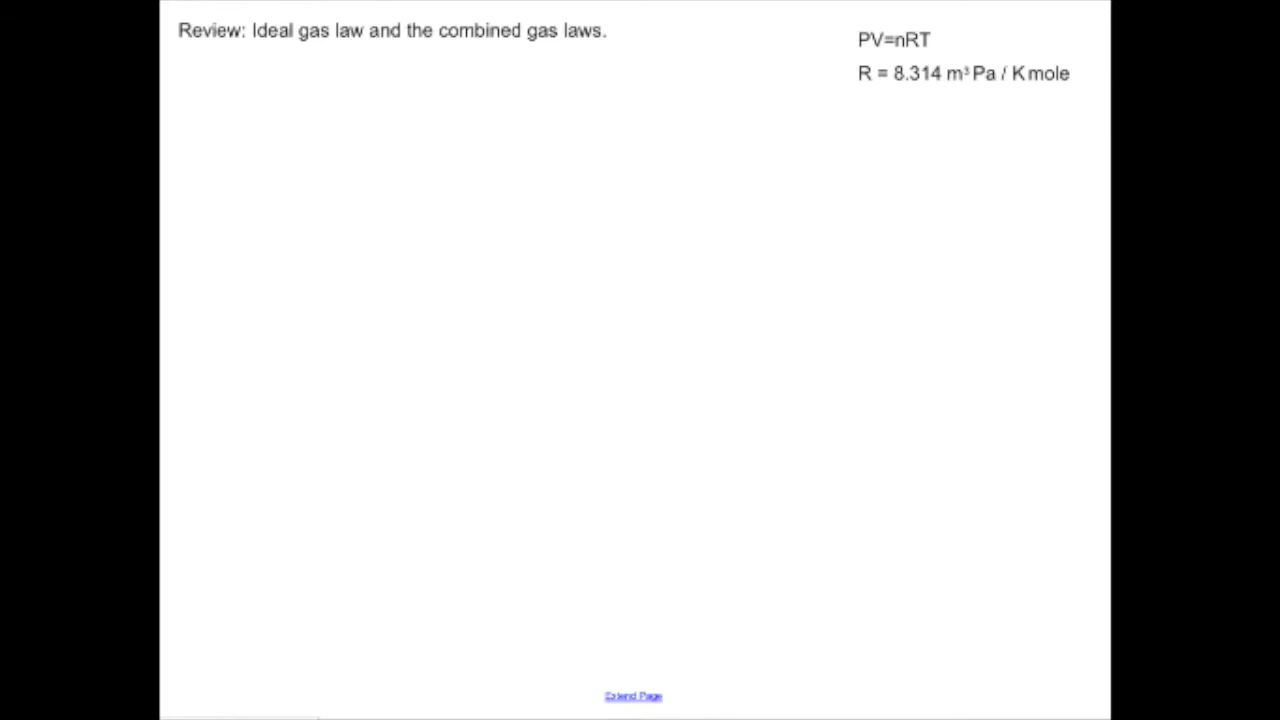 Review: Ideal gas law and the combined gas laws.
PV=nRT
R = 8.314 m³ Pa / K mole
Extend Page